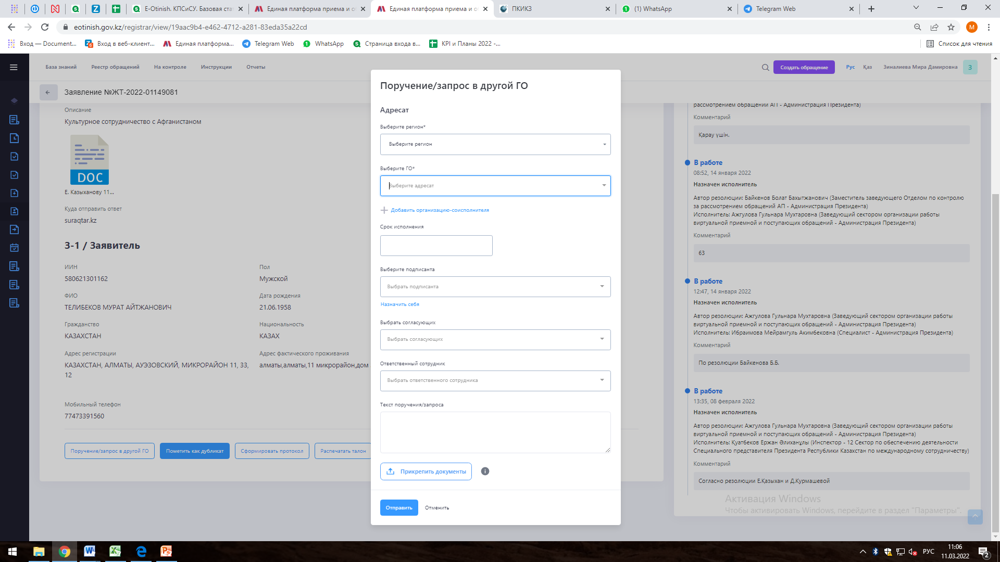 E-Otinish. КПСиСУ. Базовая ста
Единая платформа приема и о
Единая платформа приема и о
ПКИКЗ
(1) WhatsApp
Telegram Web
eotinish.gov.kz/registrar/view/19aac9b4-e462-4712-a281-83eda35a22cd
М
Вход — Document...
Вход в веб-клиент...
Единая платформа...
Telegram Web
WhatsApp
Страница входа в...
KPI и Планы 2022 -...
Список для чтения
База знаний
Реестр обращений
На контроле
Инструкции
Отчеты
Создать обращение
Рус
Қаз
Зиналиева Мира Дамировна
З
Заявление №ЖТ-2022-01149081
Описание
Культурное сотрудничество с Афганистаном
DOC
Е. Казыханову 11...
Куда отправить ответ
suraqtar.kz
З-1 / Заявитель
ИИН
580621301162
Пол
Мужской
ФИО
ТЕЛИБЕКОВ МУРАТ АЙТЖАНОВИЧ
Дата рождения
21.06.1958
Гражданство
КАЗАХСТАН
Национальность
КАЗАХ
Адрес регистрации
КАЗАХСТАН, АЛМАТЫ, АУЭЗОВСКИЙ, МИКРОРАЙОН 11, 33,
12
Адрес фактического проживания
алматы,алматы,11 микрорайон,дом
Мобильный телефон
77473391560
Поручение/запрос в другой ГО
Пометить как дубликат
Сформировать протокол
Распечатать талон
Поручение/запрос в другой ГО
Адресат
Выберите регион*
Выберите регион
Выберите ГО*
Выберите адресат
Добавить организацию-соисполнителя
Срок исполнения
Выберите подписанта
Выбрать подписанта
Назначить себя
Выбрать согласующих
Выбрать согласующих
Ответственный сотрудник
Выбрать ответственного сотрудника
Текст поручения/запроса
Прикрепить документы
Отправить
Отменить
рассмотрением обращений АП - Администрация Президента)
Комментарий
Қарау үшін.
В работе
08:52, 14 января 2022
Назначен исполнитель
Автор резолюции: Байкенов Болат Бахытжанович (Заместитель заведующего Отделом по контролю
за рассмотрением обращений АП - Администрация Президента)
Исполнитель: Ажгулова Гульнара Мухтаровна (Заведующий сектором организации работы
виртуальной приемной и поступающих обращений - Администрация Президента)
Комментарий
63
В работе
12:47, 14 января 2022
Назначен исполнитель
Автор резолюции: Ажгулова Гульнара Мухтаровна (Заведующий сектором организации работы
виртуальной приемной и поступающих обращений - Администрация Президента)
Исполнитель: Ибраимова Мейрамгуль Акимбековна (Специалист - Администрация Президента)
Комментарий
По резолюции Байкенова Б.Б.
В работе
13:35, 08 февраля 2022
Назначен исполнитель
Автор резолюции: Ажгулова Гульнара Мухтаровна (Заведующий сектором организации работы
виртуальной приемной и поступающих обращений - Администрация Президента)
Исполнитель: Куатбеков Ержан Әлиханұлы (Инспектор - 12 Сектор по обеспечению деятельности
Специального представителя Президента Республики Казахстан по международному сотрудничеству)
Комментарий
Согласно резолюции Е.Қазыхан и Д.Курмашевой
Активация Windows
Чтобы активировать Windows, перейдите в раздел "Параметры".
РУС
11:06
11.03.2022
2